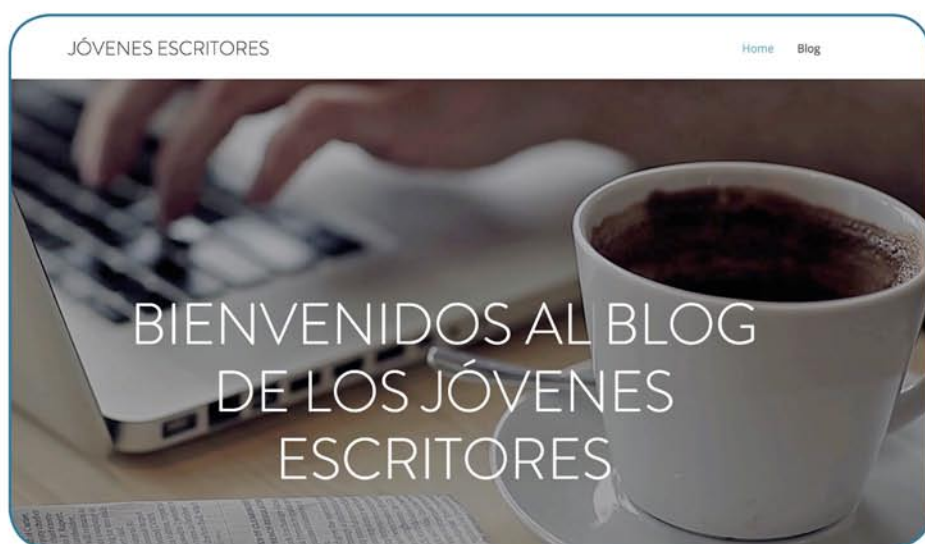 JÓVENES ESCRITORES
Home Blog
BIENVENIDOS AL BLOG
DE LOS JÓVENES
ESCRITORES